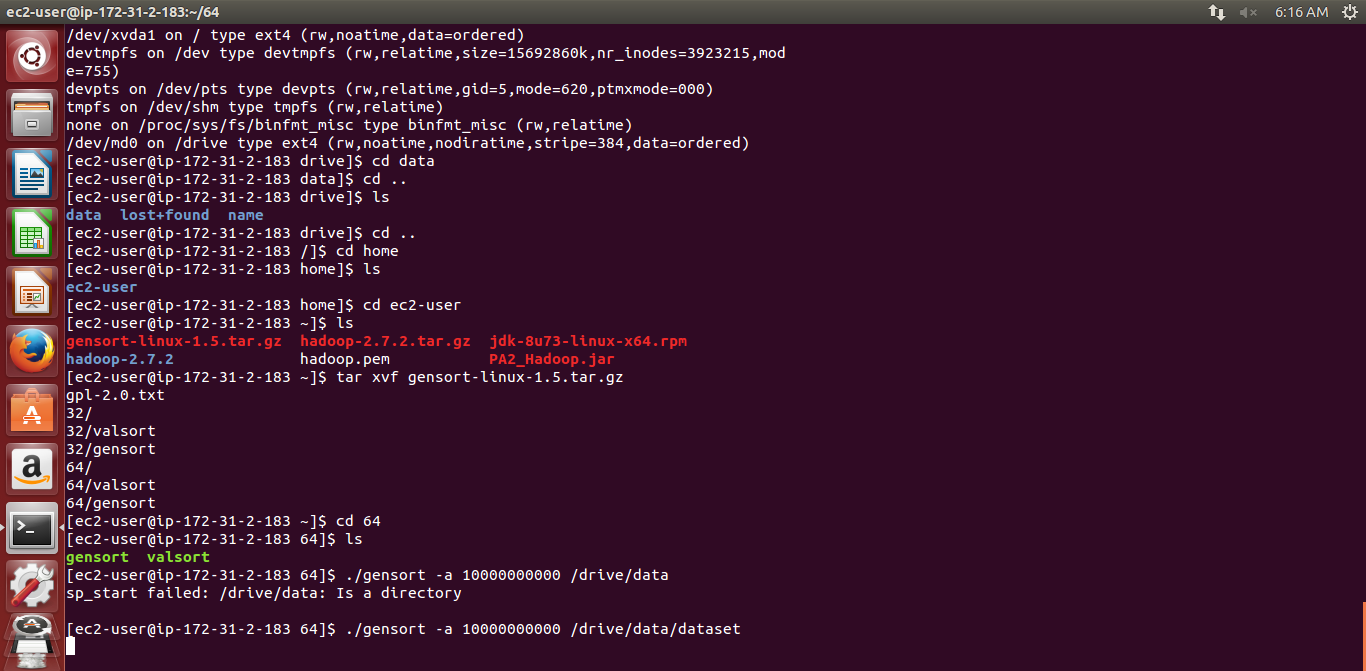 ec2-user@ip-172-31-2-183:~/64
6:16 AM
/dev/xvda1 on / type ext4 (rw,noatime,data=ordered)
devtmpfs on /dev type devtmpfs (rw,relatime,size=15692860k,nr_inodes=3923215,mod
e=755)
devpts on /dev/pts type devpts (rw,relatime,gid=5,mode=620,ptmxmode=000)
tmpfs on /dev/shm type tmpfs (rw,relatime)
none on /proc/sys/fs/binfmt_misc type binfmt_misc (rw,relatime)
/dev/md0 on /drive type ext4 (rw,noatime,nodiratime,stripe=384,data=ordered)
[ec2-user@ip-172-31-2-183 drive]$ cd data
[ec2-user@ip-172-31-2-183 data]$ cd ..
[ec2-user@ip-172-31-2-183 drive]$ ls
data  lost+found  name
[ec2-user@ip-172-31-2-183 drive]$ cd ..
[ec2-user@ip-172-31-2-183 /]$ cd home
[ec2-user@ip-172-31-2-183 home]$ ls
ec2-user
[ec2-user@ip-172-31-2-183 home]$ cd ec2-user
[ec2-user@ip-172-31-2-183 ~]$ ls
gensort-linux-1.5.tar.gz  hadoop-2.7.2.tar.gz  jdk-8u73-linux-x64.rpm
hadoop-2.7.2              hadoop.pem           PA2_Hadoop.jar
[ec2-user@ip-172-31-2-183 ~]$ tar xvf gensort-linux-1.5.tar.gz
gpl-2.0.txt
32/
32/valsort
32/gensort
64/
64/valsort
64/gensort
[ec2-user@ip-172-31-2-183 ~]$ cd 64
[ec2-user@ip-172-31-2-183 64]$ ls
gensort  valsort
[ec2-user@ip-172-31-2-183 64]$ ./gensort -a 10000000000 /drive/data
sp_start failed: /drive/data: Is a directory
[ec2-user@ip-172-31-2-183 64]$ ./gensort -a 10000000000 /drive/data/dataset